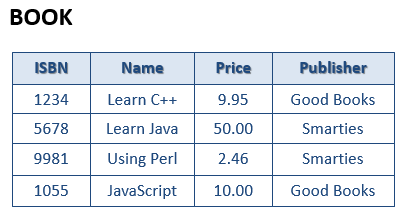 BOOK
ISBN Name Price Publisher
1234 Learn C++ 9.95 Good Books
5678 Learn Java 50.00 Smarties
9981 Using Perl 2.46 Smarties
1055 JavaScript 10.00 Good Books